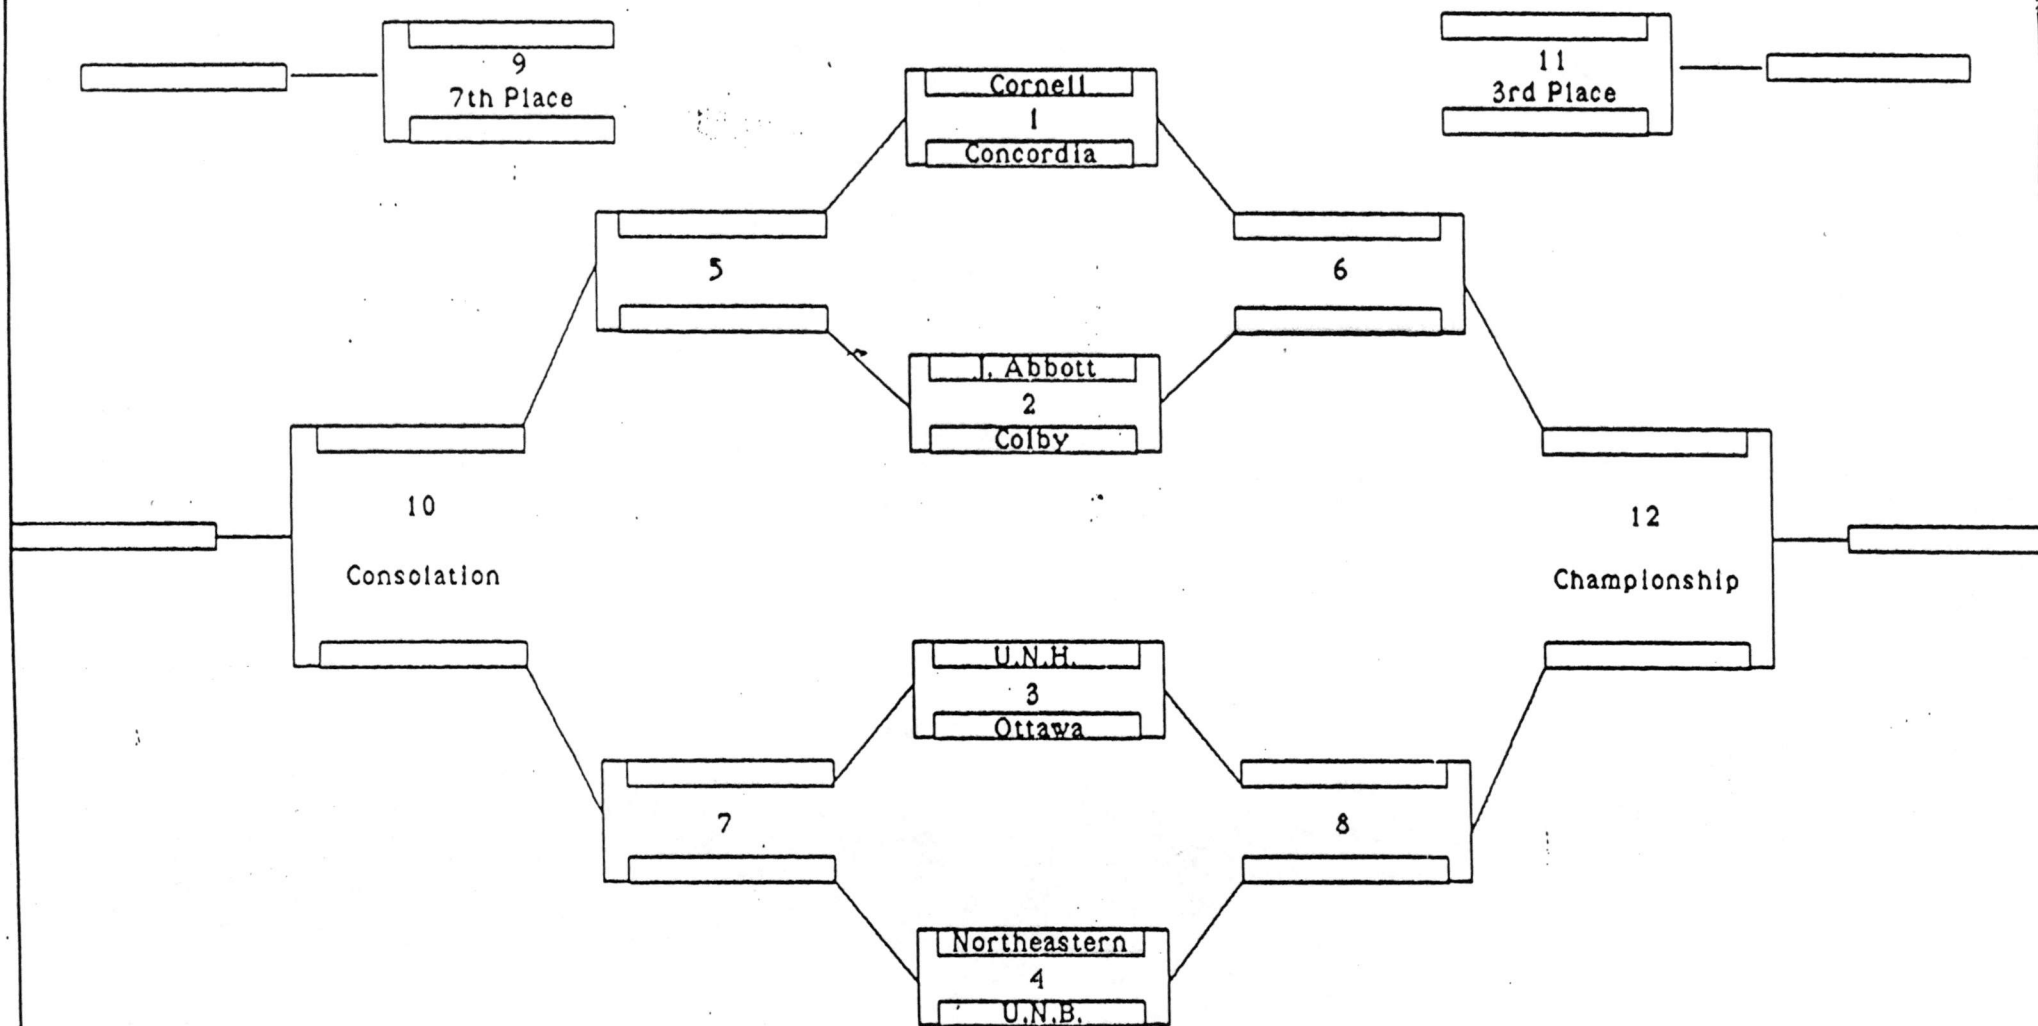 9
7th Place
11
3rd Place
Cornell
1
Concordia
5
6
J. Abbott
2
Colby
10
Consolation
12
Championship
U.N.H.
3
Ottawa
7
8
Northeastern
4
U.N.B.